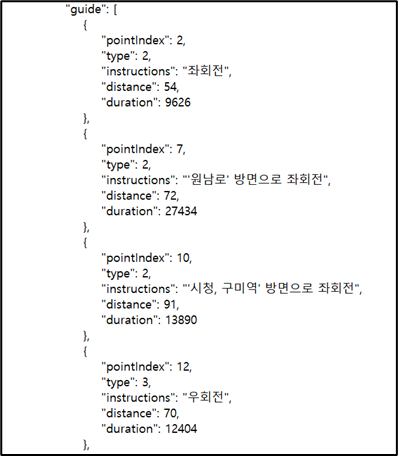 "guide": [
{
"pointIndex": 2,
"type": 2,
"instructions": "좌회전",
"distance": 54,
"duration": 9626
},
{
"pointIndex": 7,
"type": 2,
"instructions": "'원남로' 방면으로 좌회전",
"distance": 72,
"duration": 27434
},
{
"pointIndex": 10,
"type": 2,
"instructions": "'시청, 구미역' 방면으로 좌회전",
"distance": 91,
"duration": 13890
},
{
"pointIndex": 12,
"type": 3,
"instructions": "우회전",
"distance": 70,
"duration": 12404
},